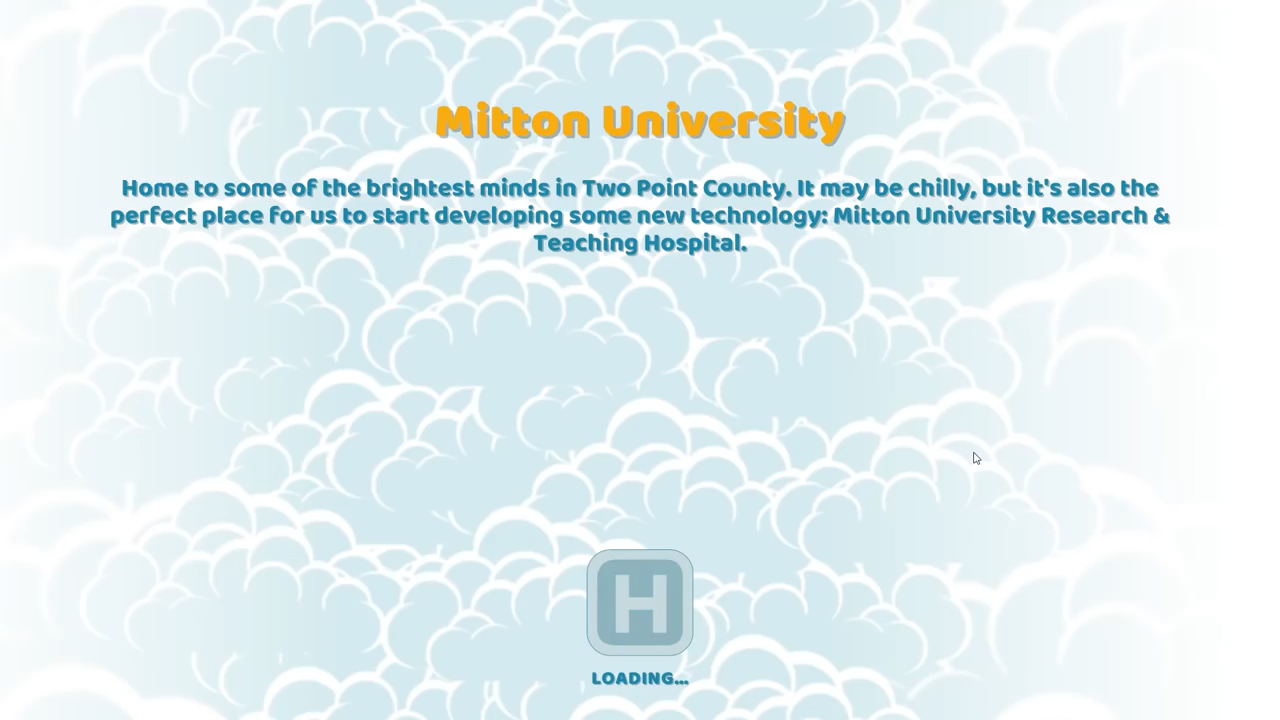 Mitton University
Home to some of the brightest minds in Two Point County. It may be chilly, but it's also the
perfect place for us to start developing some new technology: Mitton University Research &
Teaching Hospital.
H
LOADING...